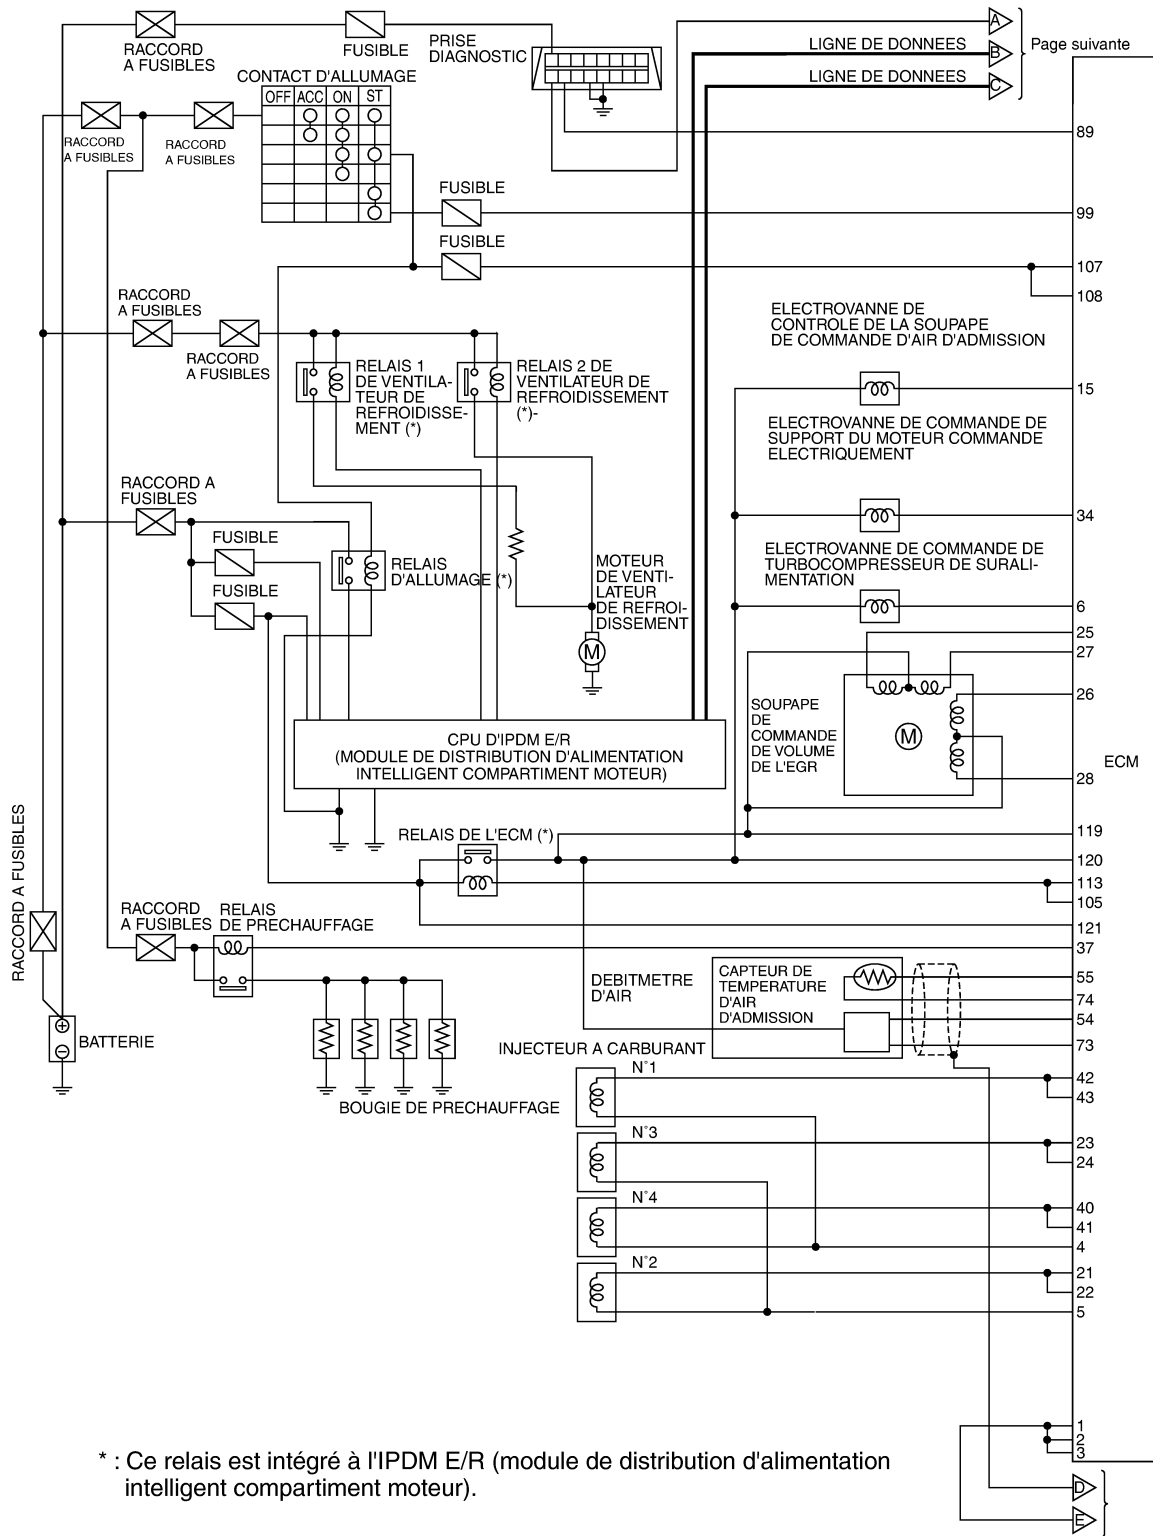 RACCORD
A FUSIBLES
FUSIBLE
PRISE
DIAGNOSTIC
A
LIGNE DE DONNEES
B
Page suivante
LIGNE DE DONNEES
C
CONTACT D'ALLUMAGE
OFF ACC ON ST
RACCORD
A FUSIBLES
RACCORD
A FUSIBLES
89
FUSIBLE
99
FUSIBLE
107
108
RACCORD
A FUSIBLES
RACCORD
A FUSIBLES
RELAIS 1
DE VENTILA-
TEUR DE
REFROIDISSE-
MENT (*)
RELAIS 2 DE
VENTILATEUR DE
REFROIDISSEMENT
(*)-
ELECTROVANNE DE
CONTROLE DE LA SOUPAPE
DE COMMANDE D'AIR D'ADMISSION
15
ELECTROVANNE DE COMMANDE DE
SUPPORT DU MOTEUR COMMANDE
ELECTRIQUEMENT
34
RACCORD A
FUSIBLES
FUSIBLE
FUSIBLE
RELAIS
D'ALLUMAGE (*)
MOTEUR
DE VENTI-
LATEUR
DE REFROI-
DISSEMENT
M
ELECTROVANNE DE COMMANDE DE
TURBOCOMPRESSEUR DE SURALI-
MENTATION
6
25
27
26
SOUPAPE
DE
COMMANDE
DE VOLUME
DE L'EGR
M
28
ECM
CPU D'IPDM E/R
(MODULE DE DISTRIBUTION D'ALIMENTATION
INTELLIGENT COMPARTIMENT MOTEUR)
RELAIS DE L'ECM (*)
119
120
113
105
121
37
RACCORD A FUSIBLES
RACCORD
A FUSIBLES
RELAIS
DE PRECHAUFFAGE
BATTERIE
BOUGIE DE PRECHAUFFAGE
DEBITMETRE
D'AIR
CAPTEUR DE
TEMPERATURE
D'AIR
D'ADMISSION
55
74
54
73
INJECTEUR A CARBURANT
N°1
42
43
N°3
23
24
N°4
40
41
4
N°2
21
22
5
1
2
3
D
E
* : Ce relais est intégré à l'IPDM E/R (module de distribution d'alimentation
intelligent compartiment moteur).